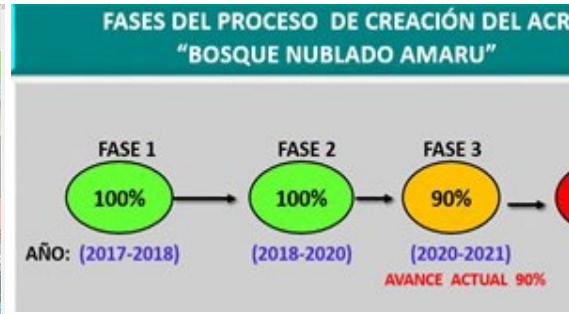 FASES DEL PROCESO DE CREACIÓN DEL ACR
“BOSQUE NUBLADO AMARU”
FASE 1 FASE 2 FASE 3
100% 100% 90%
AÑO: (2017-2018) (2018-2020) (2020-2021)
AVANCE ACTUAL 90%